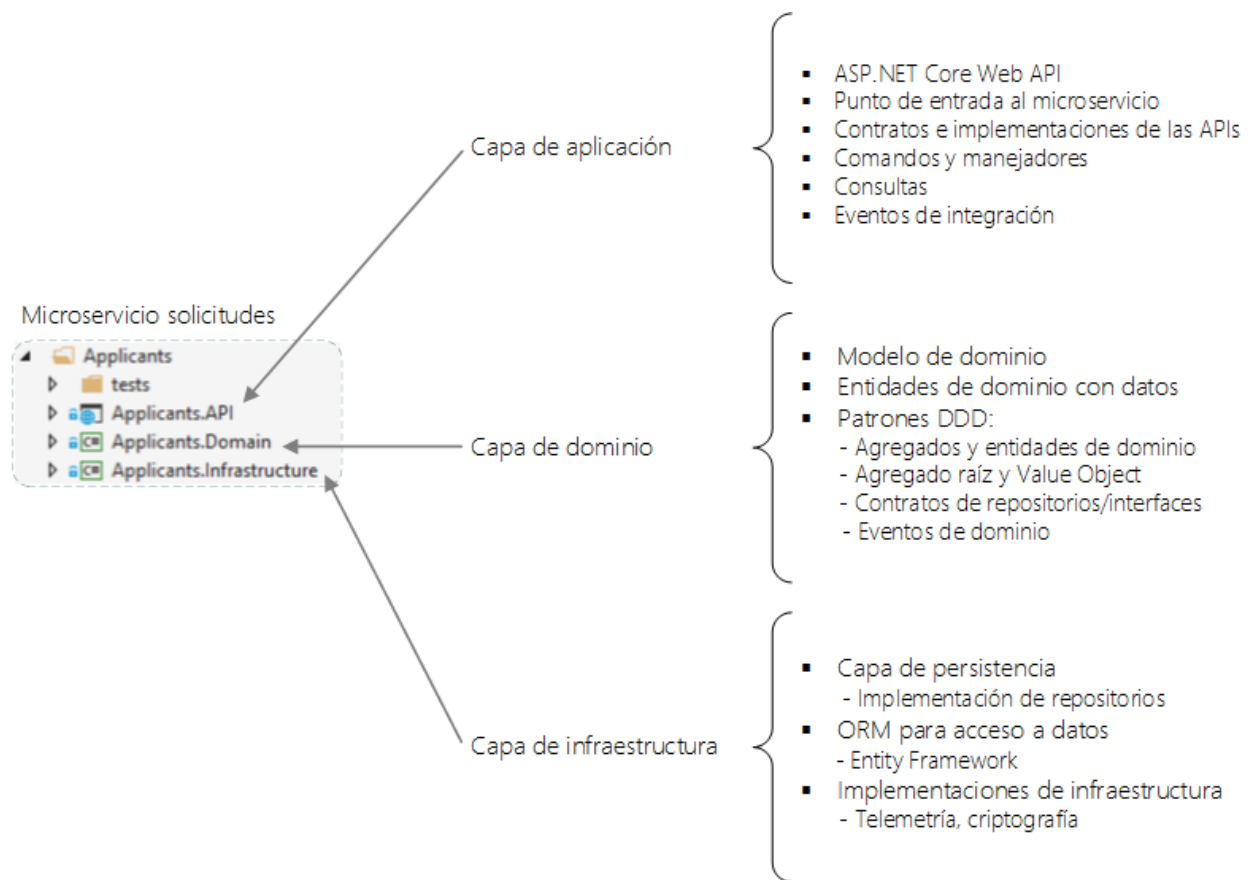 ASP.NET Core Web API
Punto de entrada al microservicio
Contratos e implementaciones de las APIs
Capa de aplicación
Comandos y manejadores
Consultas
Eventos de integración
Microservicio solicitudes
Applicants
tests
Applicants.API
Applicants.Domain
Applicants.Infrastructure
Capa de dominio
Modelo de dominio
Entidades de dominio con datos
Patrones DDD:
- Agregados y entidades de dominio
- Agregado raíz y Value Object
- Contratos de repositorios/interfaces
- Eventos de dominio
Capa de infraestructura
Capa de persistencia
- Implementación de repositorios
ORM para acceso a datos
- Entity Framework
Implementaciones de infraestructura
- Telemetría, criptografía